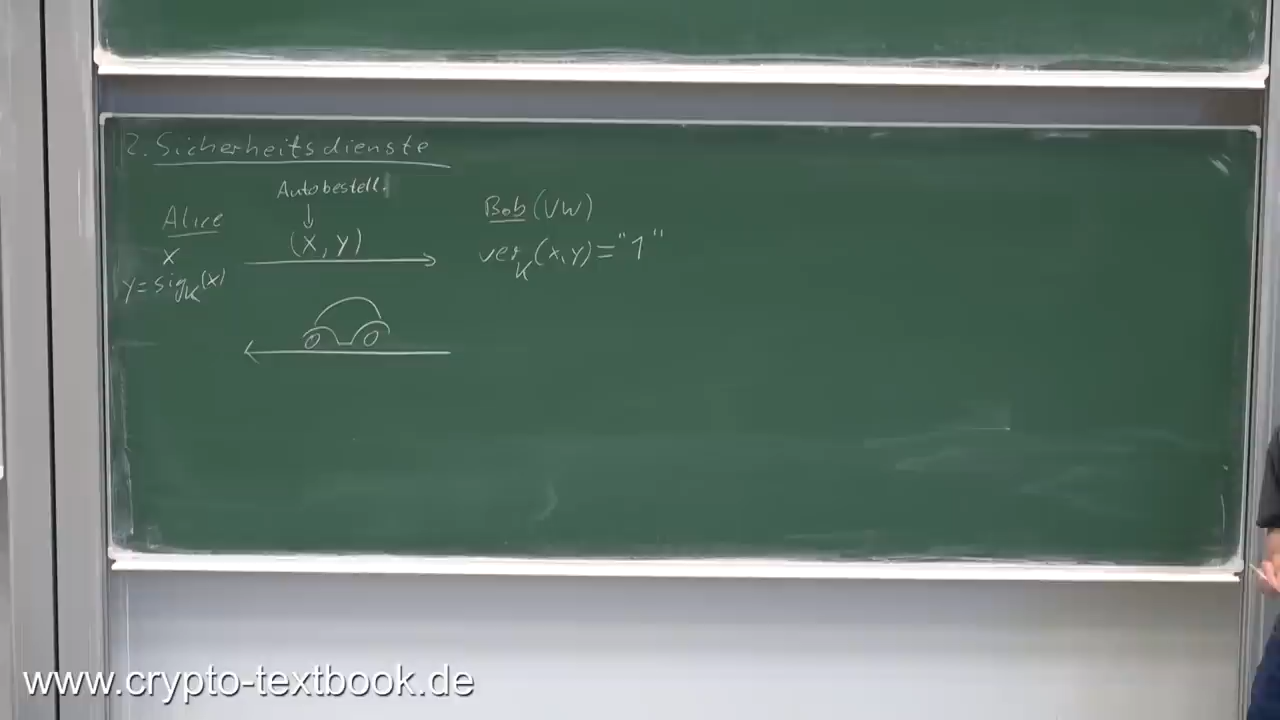 2. Sicherheitsdienste
Autobestell.
Alice
Bob (VW)
↓
x
(x, y)
ver_K(x,y) = "1"
y = sig_K(x)
www.crypto-textbook.de